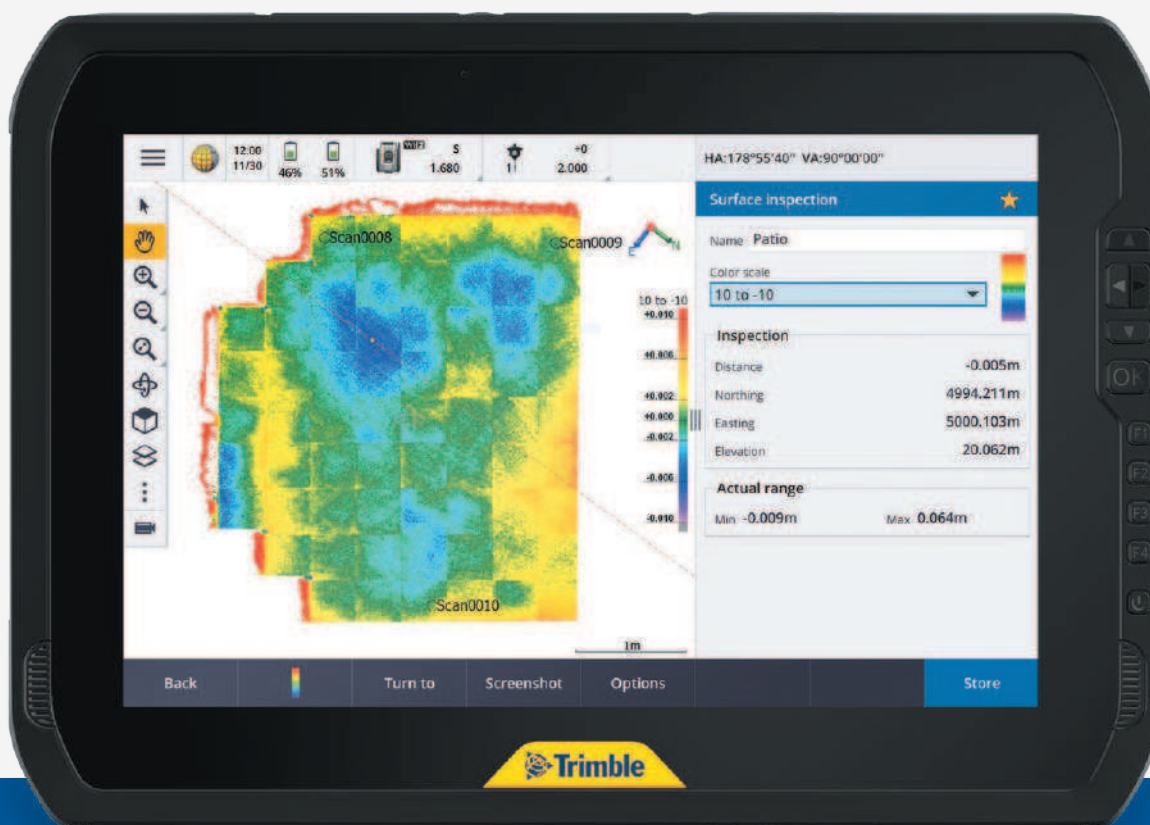 12:00
11/30
46%
51%
WIFI
S
1.680
+0
2.000
HA:178°55'40" VA:90°00'00"
Surface inspection
Name Patio
Color scale
10 to -10
Inspection
Distance -0.005m
Northing 4994.211m
Easting 5000.103m
Elevation 20.062m
Actual range
Min -0.009m Max 0.064m
Scan0008
Scan0009
E
N
10 to -10
+0.010
+0.006
+0.002
+0.000
-0.002
-0.006
-0.010
Scan0010
1m
Back
Turn to
Screenshot
Options
Store
OK
F1
F2
F3
F4
Trimble